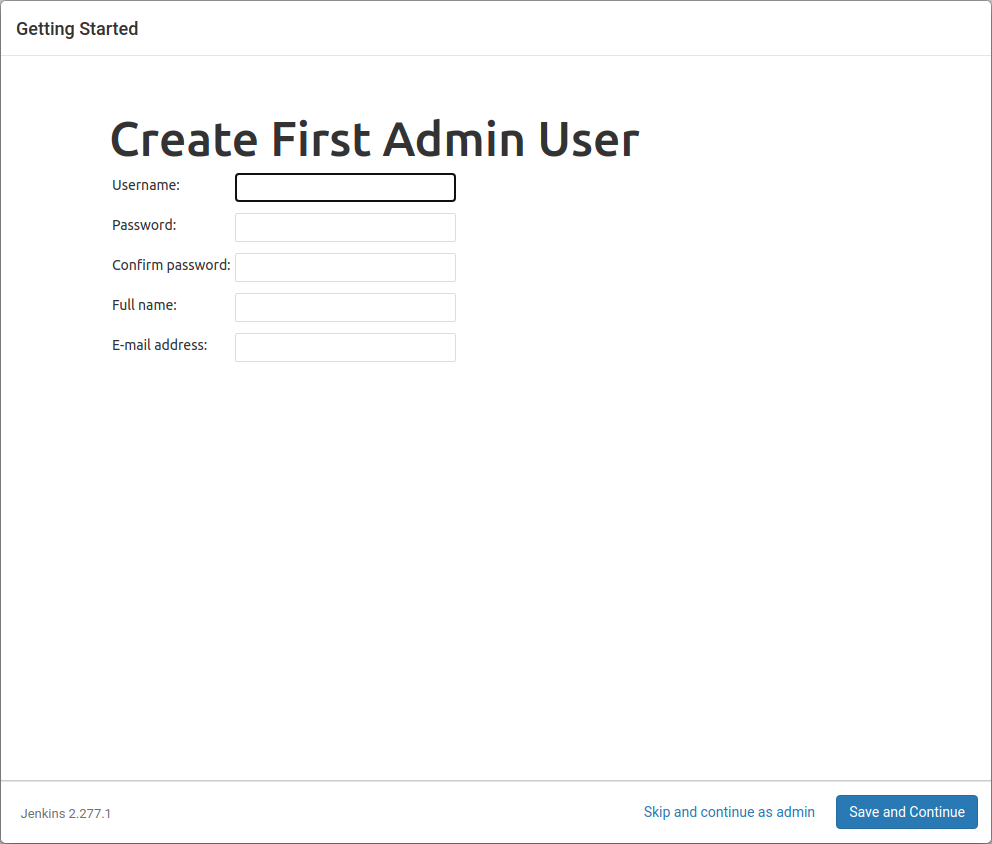 Getting Started
Create First Admin User
Username:
Password:
Confirm password:
Full name:
E-mail address:
Jenkins 2.277.1
Skip and continue as admin
Save and Continue